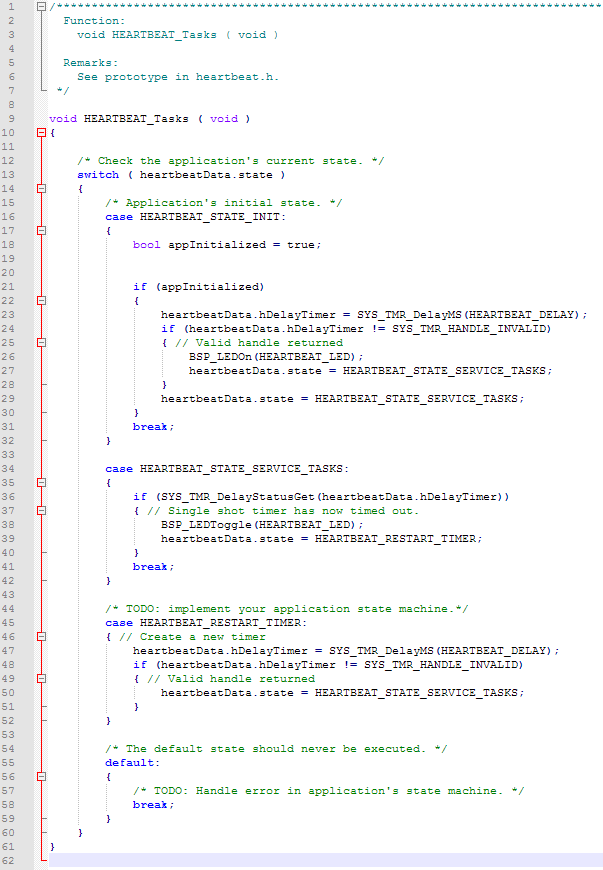 1 /*******************************************************************************
2 Function:
3 void HEARTBEAT_Tasks ( void )
4
5 Remarks:
6 See prototype in heartbeat.h.
7 */
8
9 void HEARTBEAT_Tasks ( void )
10 {
11
12 /* Check the application's current state. */
13 switch ( heartbeatData.state )
14 {
15 /* Application's initial state. */
16 case HEARTBEAT_STATE_INIT:
17 {
18 bool appInitialized = true;
19
20
21 if (appInitialized)
22 {
23 heartbeatData.hDelayTimer = SYS_TMR_DelayMS(HEARTBEAT_DELAY);
24 if (heartbeatData.hDelayTimer != SYS_TMR_HANDLE_INVALID)
25 { // Valid handle returned
26 BSP_LEDOn(HEARTBEAT_LED);
27 heartbeatData.state = HEARTBEAT_STATE_SERVICE_TASKS;
28 }
29 heartbeatData.state = HEARTBEAT_STATE_SERVICE_TASKS;
30 }
31 break;
32 }
33
34 case HEARTBEAT_STATE_SERVICE_TASKS:
35 {
36 if (SYS_TMR_DelayStatusGet(heartbeatData.hDelayTimer))
37 { // Single shot timer has now timed out.
38 BSP_LEDToggle(HEARTBEAT_LED);
39 heartbeatData.state = HEARTBEAT_RESTART_TIMER;
40 }
41 break;
42 }
43
44 /* TODO: implement your application state machine.*/
45 case HEARTBEAT_RESTART_TIMER:
46 { // Create a new timer
47 heartbeatData.hDelayTimer = SYS_TMR_DelayMS(HEARTBEAT_DELAY);
48 if (heartbeatData.hDelayTimer != SYS_TMR_HANDLE_INVALID)
49 { // Valid handle returned
50 heartbeatData.state = HEARTBEAT_STATE_SERVICE_TASKS;
51 }
52 }
53
54 /* The default state should never be executed. */
55 default:
56 {
57 /* TODO: Handle error in application's state machine. */
58 break;
59 }
60 }
61 }
62